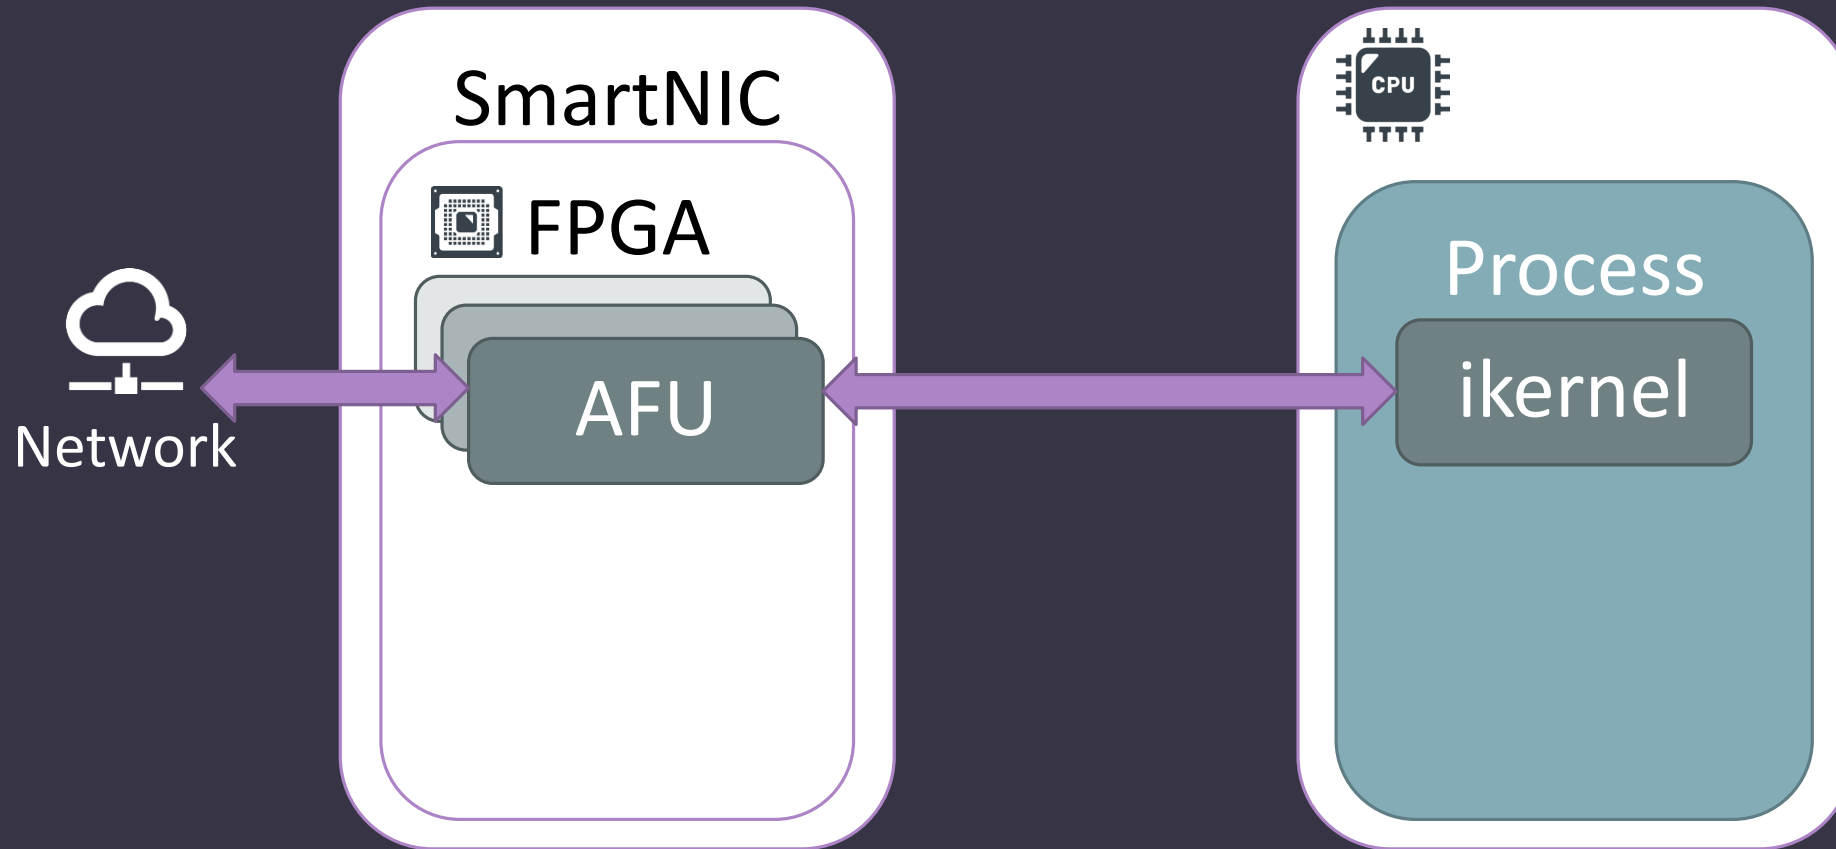 SmartNIC
FPGA
AFU
Network
CPU
Process
ikernel